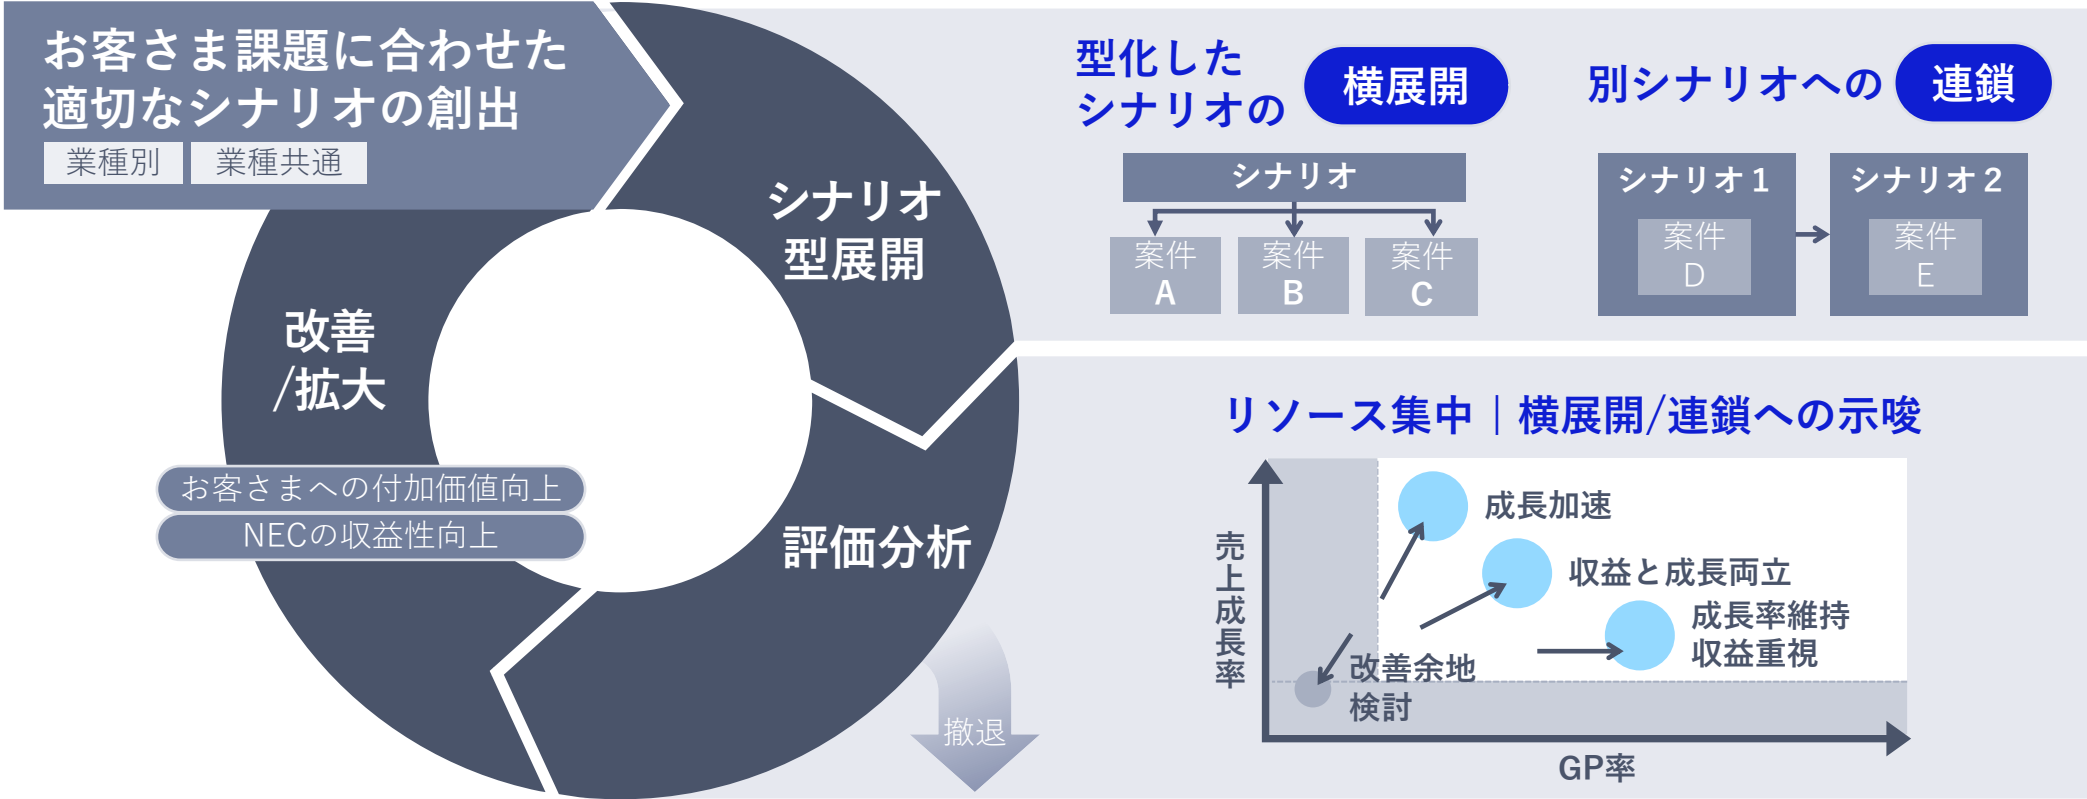 お客さま課題に合わせた
適切なシナリオの創出
業種別
業種共通
シナリオ
型展開
改善
/拡大
お客さまへの付加価値向上
NECの収益性向上
評価分析
撤退
型化した
シナリオの
横展開
シナリオ
案件
A
案件
B
案件
C
別シナリオへの
連鎖
シナリオ1
案件
D
シナリオ2
案件
E
リソース集中|横展開/連鎖への示唆
売上成長率
成長加速
収益と成長両立
成長率維持
収益重視
改善余地
検討
GP率